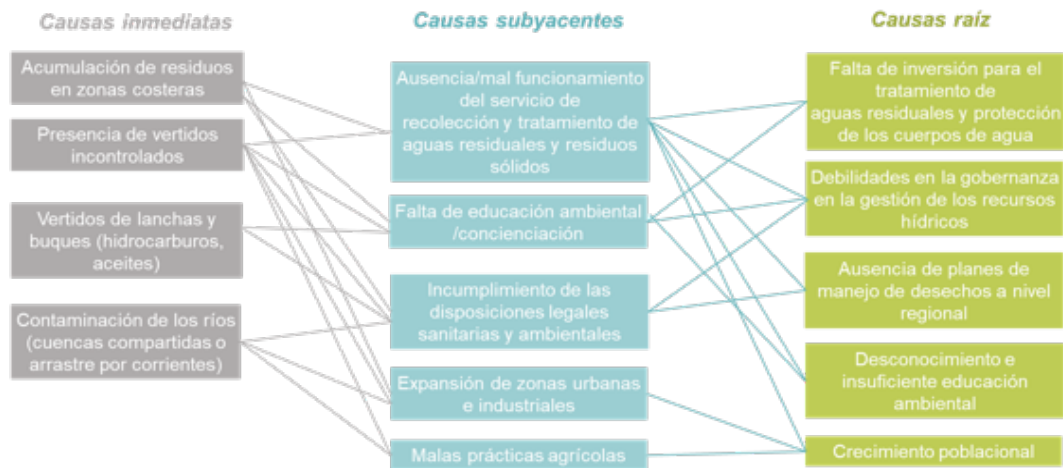 Causas inmediatas
Acumulación de residuos
en zonas costeras
Presencia de vertidos
incontrolados
Vertidos de lanchas y
buques (hidrocarburos,
aceites)
Contaminación de los ríos
(cuencas compartidas o
arrastre por corrientes)
Causas subyacentes
Ausencia/mal funcionamiento
del servicio de
recolección y tratamiento de
aguas residuales y residuos
sólidos
Falta de educación ambiental
/concienciación
Incumplimiento de las
disposiciones legales
sanitarias y ambientales
Expansión de zonas urbanas
e industriales
Malas prácticas agrícolas
Causas raíz
Falta de inversión para el
tratamiento de
aguas residuales y protección
de los cuerpos de agua
Debilidades en la gobernanza
en la gestión de los recursos
hídricos
Ausencia de planes de
manejo de desechos a nivel
regional
Desconocimiento e
insuficiente educación
ambiental
Crecimiento poblacional